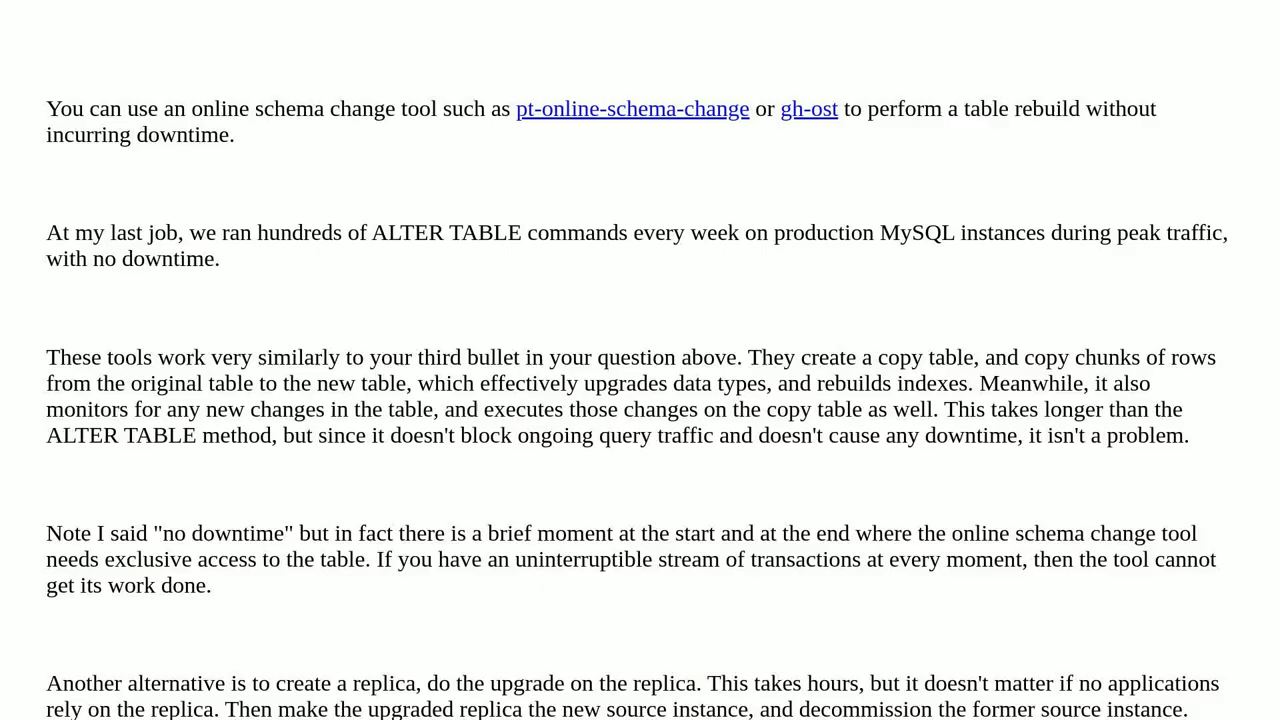 You can use an online schema change tool such as pt-online-schema-change or gh-ost to perform a table rebuild without
incurring downtime.
At my last job, we ran hundreds of ALTER TABLE commands every week on production MySQL instances during peak traffic,
with no downtime.
These tools work very similarly to your third bullet in your question above. They create a copy table, and copy chunks of rows
from the original table to the new table, which effectively upgrades data types, and rebuilds indexes. Meanwhile, it also
monitors for any new changes in the table, and executes those changes on the copy table as well. This takes longer than the
ALTER TABLE method, but since it doesn't block ongoing query traffic and doesn't cause any downtime, it isn't a problem.
Note I said "no downtime" but in fact there is a brief moment at the start and at the end where the online schema change tool
needs exclusive access to the table. If you have an uninterruptible stream of transactions at every moment, then the tool cannot
get its work done.
Another alternative is to create a replica, do the upgrade on the replica. This takes hours, but it doesn't matter if no applications
rely on the replica. Then make the upgraded replica the new source instance, and decommission the former source instance.